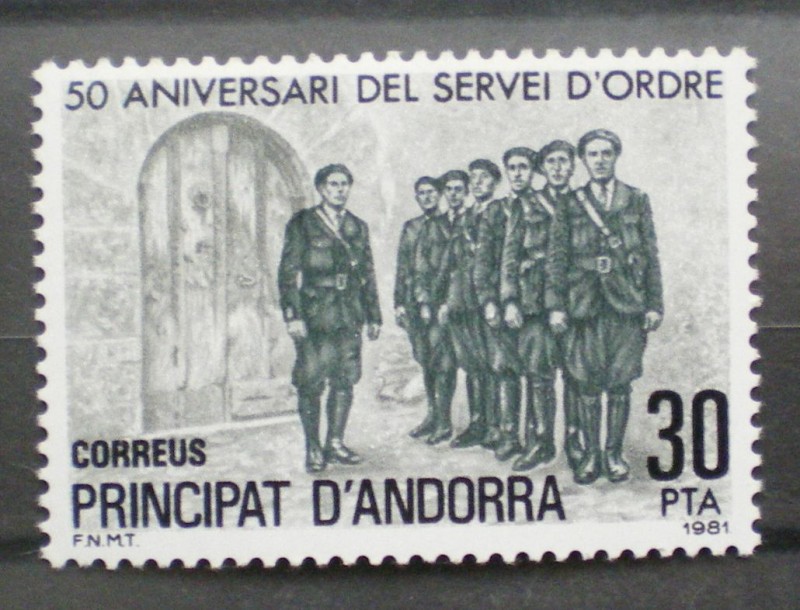 50 ANIVERSARI DEL SERVEI D'ORDRE
CORREUS
PRINCIPAT D'ANDORRA
F.N.M.T.
30
PTA
1981